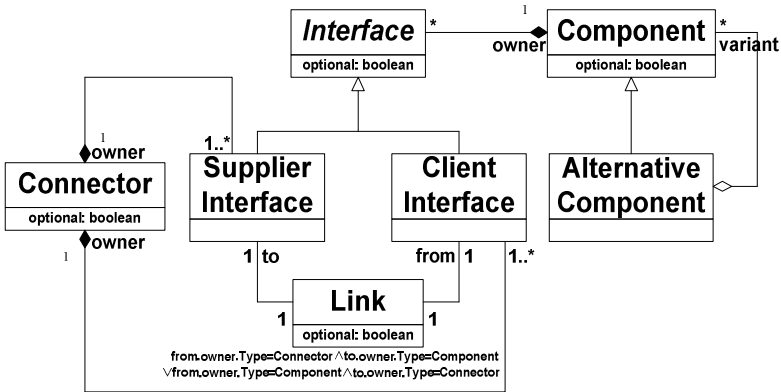 Interface
optional: boolean
*
1
owner
Component
optional: boolean
*
variant
1
owner
1..*
Connector
optional: boolean
owner
1
Supplier
Interface
Client
Interface
Alternative
Component
1 to
from 1
1..*
Link
optional: boolean
1
1
from.owner.Type=Connector∧to.owner.Type=Component
∨from.owner.Type=Component∧to.owner.Type=Connector